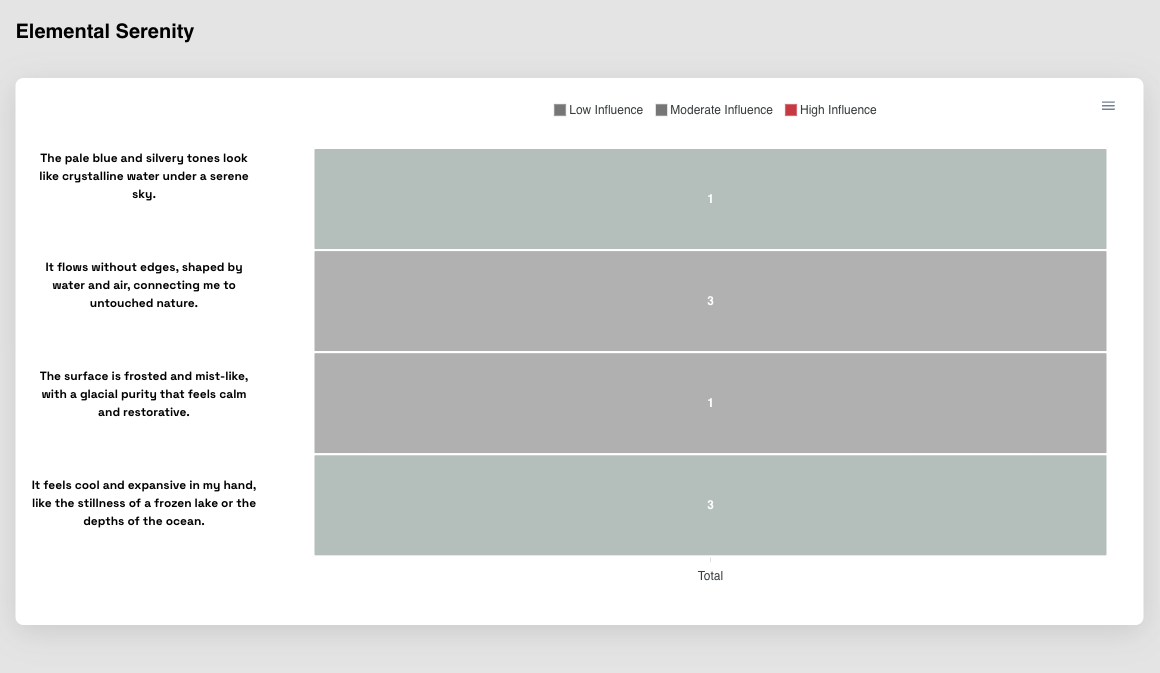 Elemental Serenity
Low Influence Moderate Influence High Influence
The pale blue and silvery tones look
like crystalline water under a serene
sky.
1
It flows without edges, shaped by
water and air, connecting me to
untouched nature.
3
The surface is frosted and mist-like,
with a glacial purity that feels calm
and restorative.
1
It feels cool and expansive in my hand,
like the stillness of a frozen lake or the
depths of the ocean.
3
Total